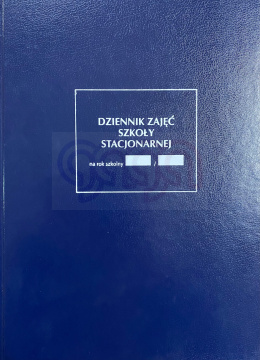 DZIENNIK ZAJĘĆ
SZKOŁY
STACJONARNEJ
na rok szkolny /